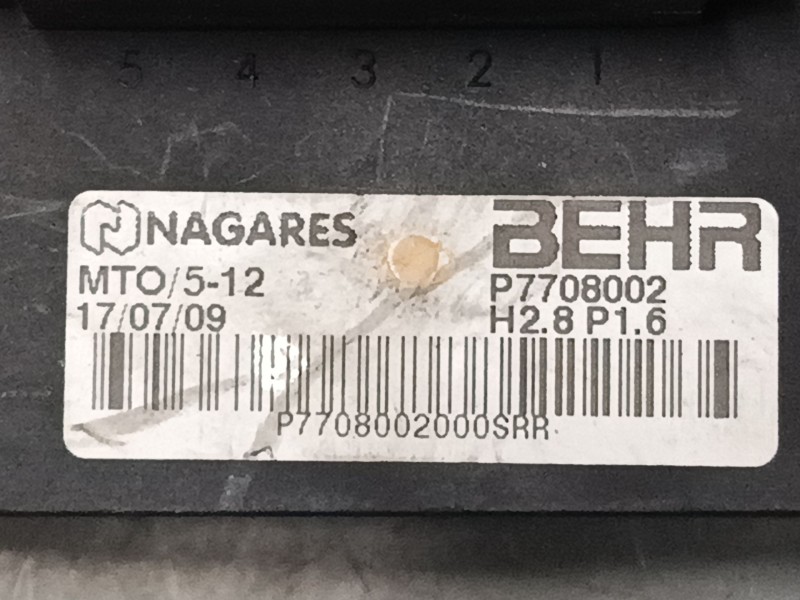 5 4 3 2 1
NAGARES BEHR
MTO/5-12 P7708002
17/07/09 H2.8 P1.6
P7708002000SRR